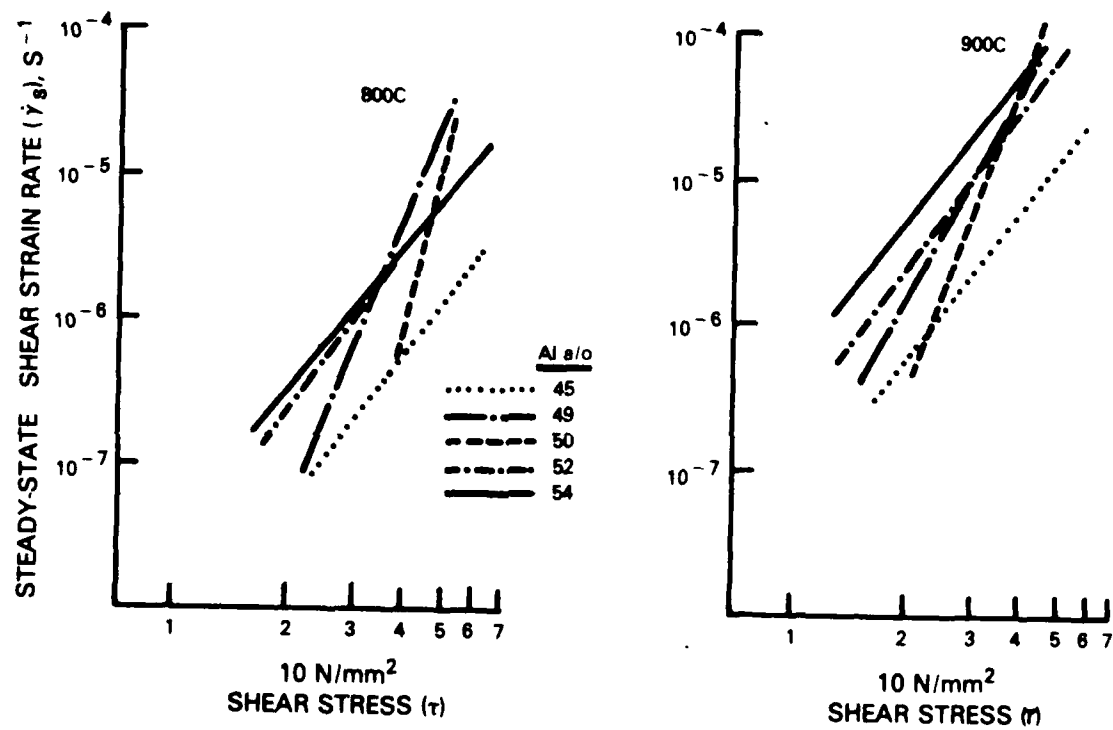 STEADY-STATE SHEAR STRAIN RATE (γ̇s), S⁻¹
10⁻⁴
10⁻⁵
10⁻⁶
10⁻⁷
800C
1 2 3 4 5 6 7
10 N/mm²
SHEAR STRESS (τ)
Al a/o
45
49
50
52
54
10⁻⁴
10⁻⁵
10⁻⁶
10⁻⁷
900C
1 2 3 4 5 6 7
10 N/mm²
SHEAR STRESS (τ)